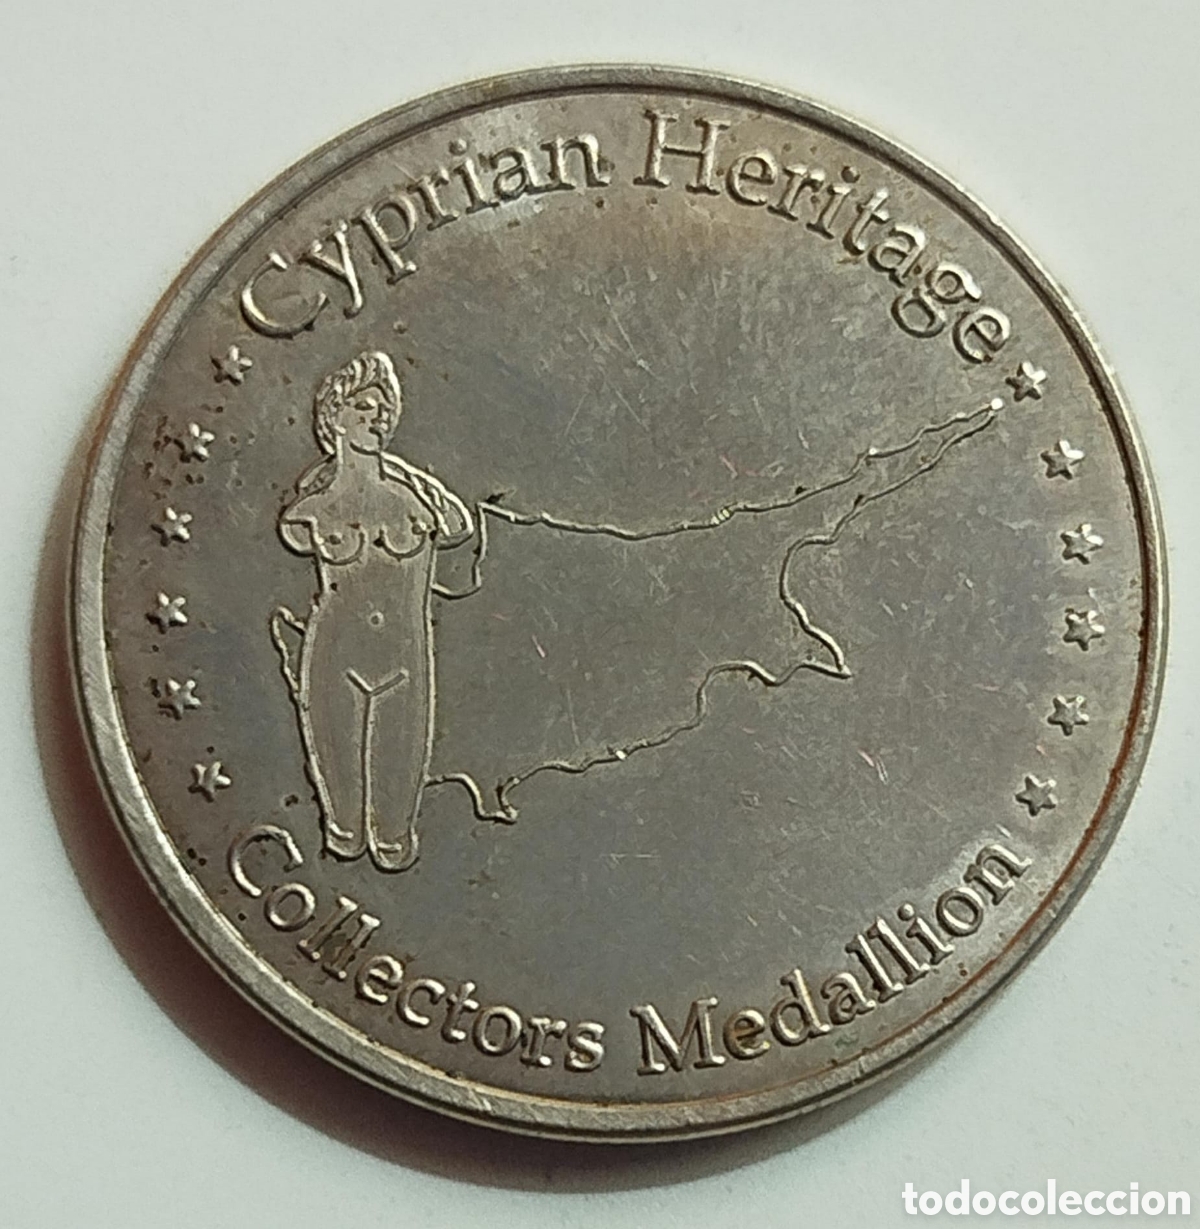 Cyprian Heritage
Collectors Medallion
todocoleccion